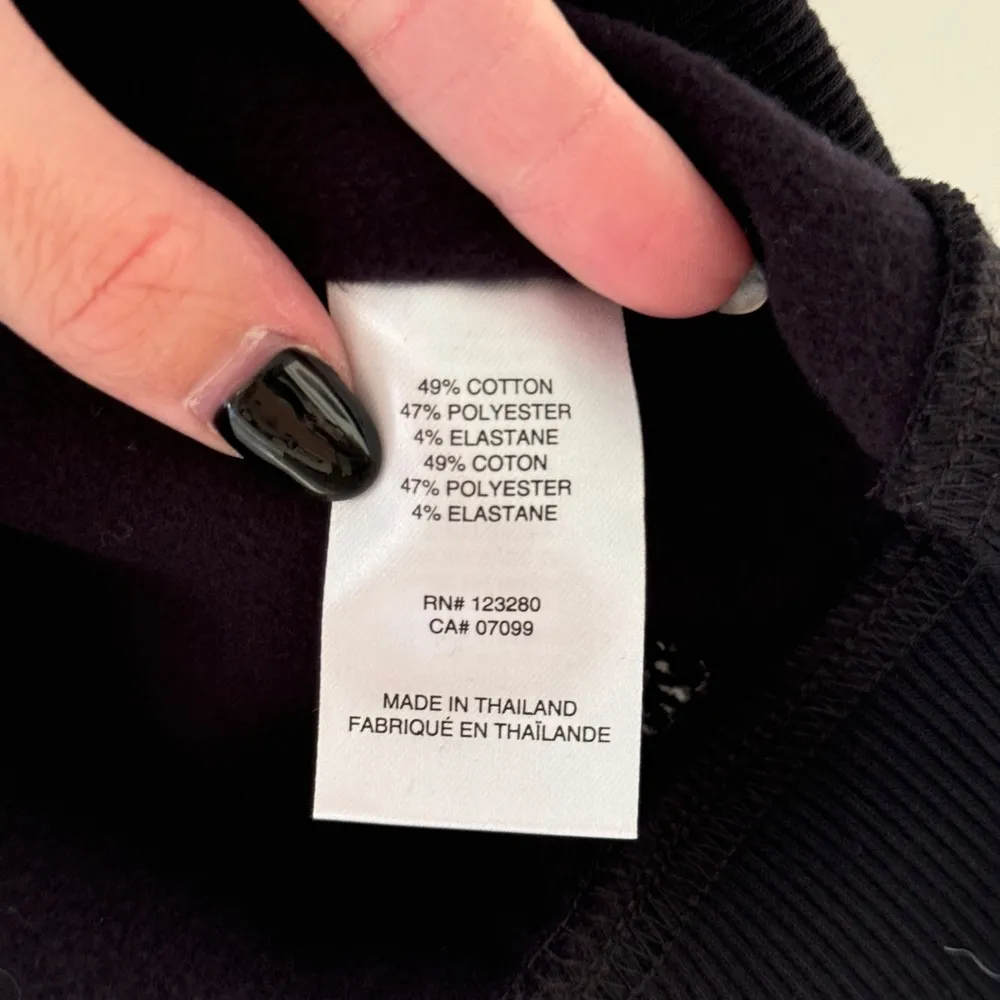 49% COTTON
47% POLYESTER
4% ELASTANE
49% COTON
47% POLYESTER
4% ELASTANE
RN# 123280
CA# 07099
MADE IN THAILAND
FABRIQUÉ EN THAÏLANDE